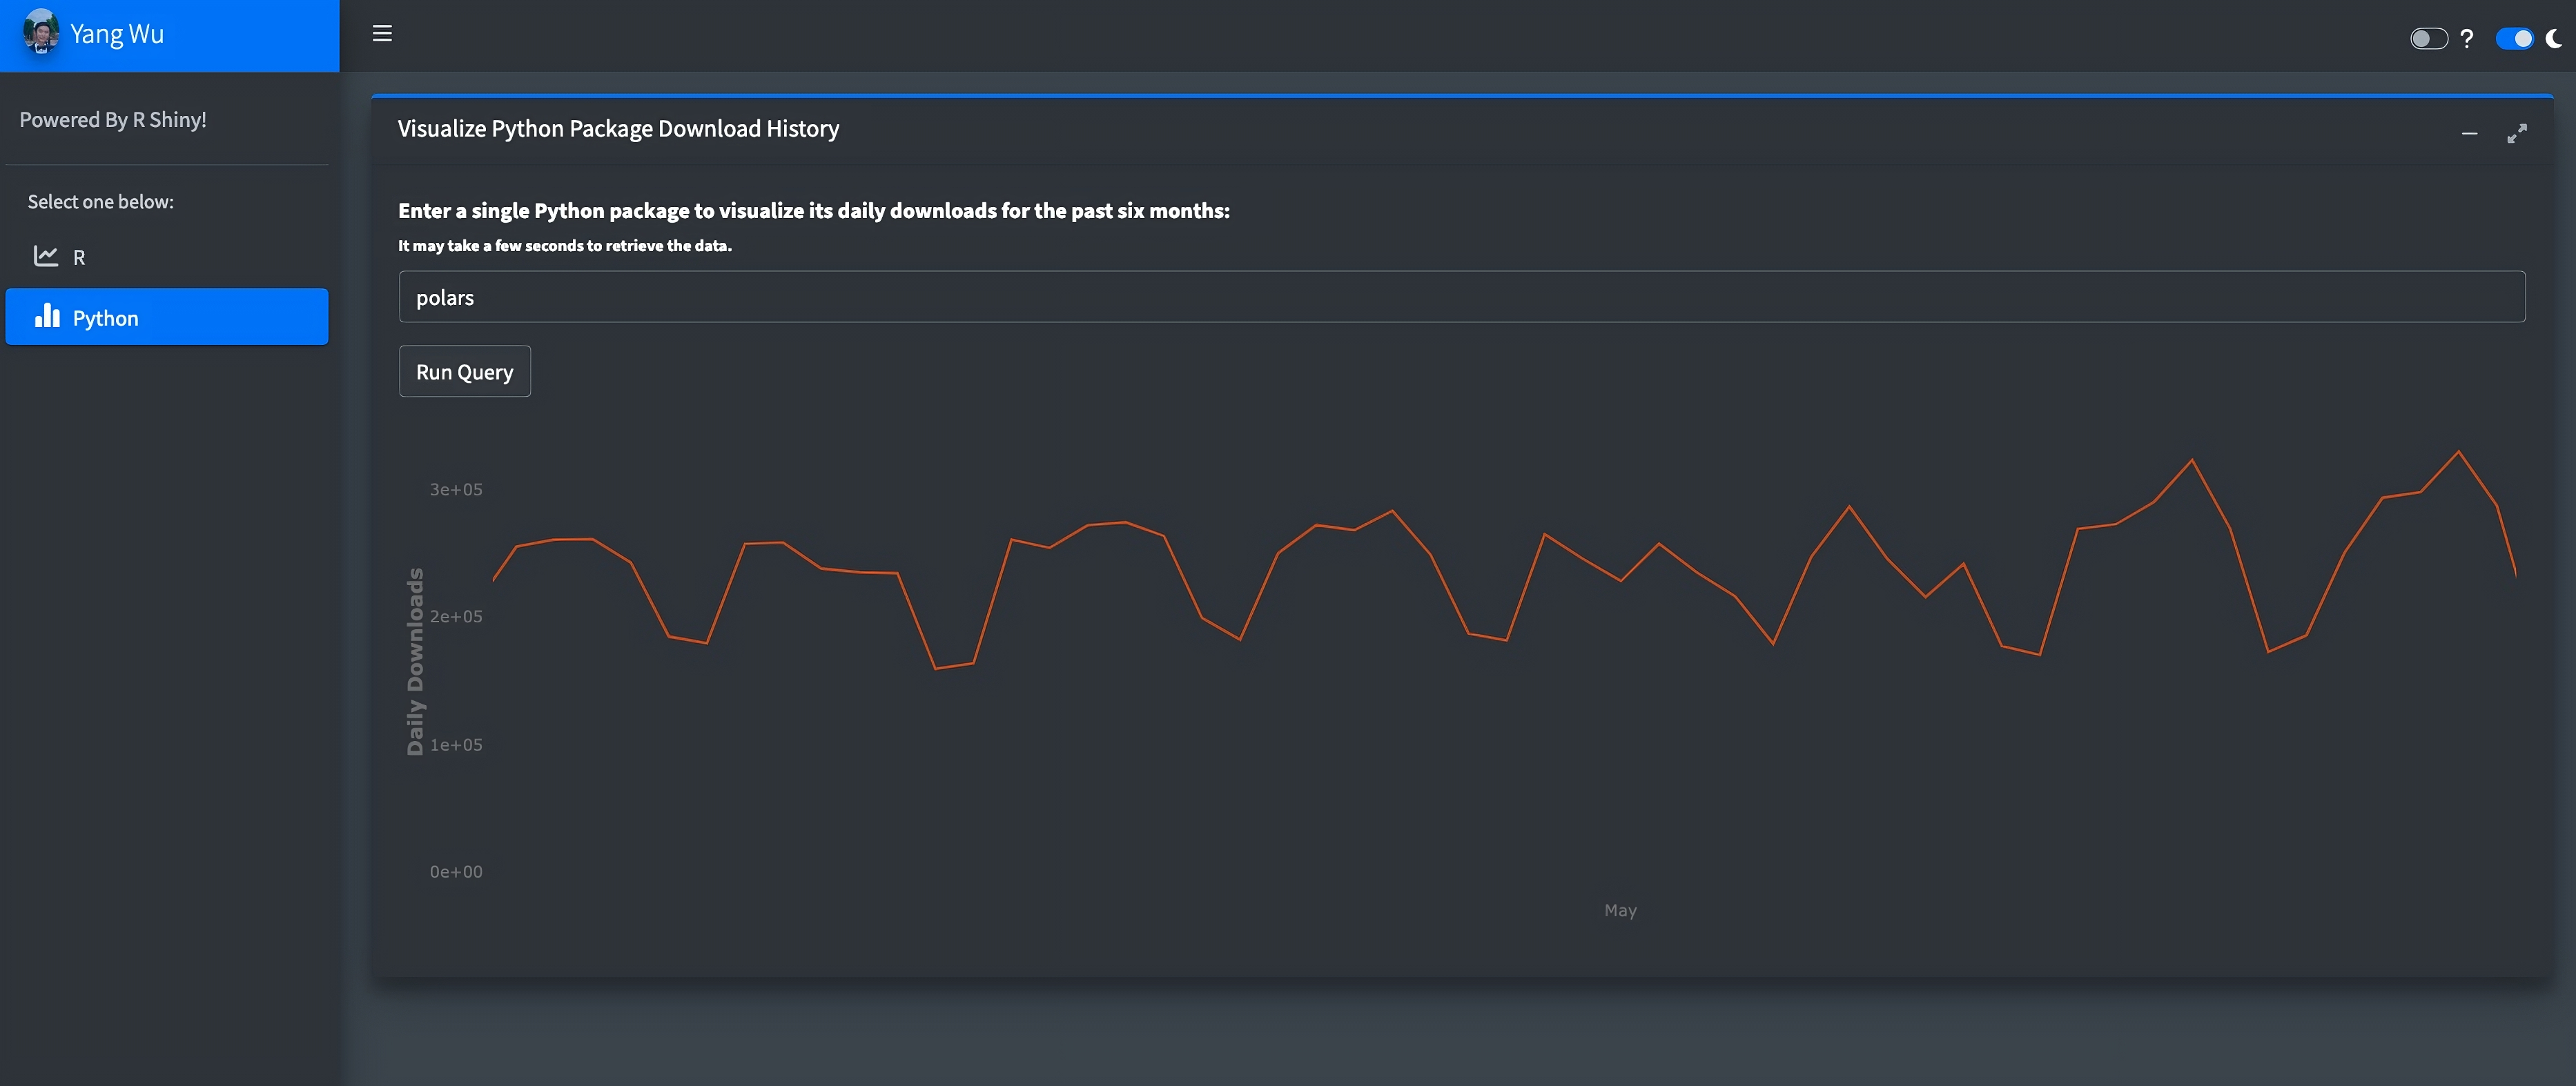 Yang Wu
?
Powered By R Shiny!
Select one below:
R
Python
Visualize Python Package Download History
Enter a single Python package to visualize its daily downloads for the past six months:
It may take a few seconds to retrieve the data.
polars
Run Query
Daily Downloads
3e+05
2e+05
1e+05
0e+00
May